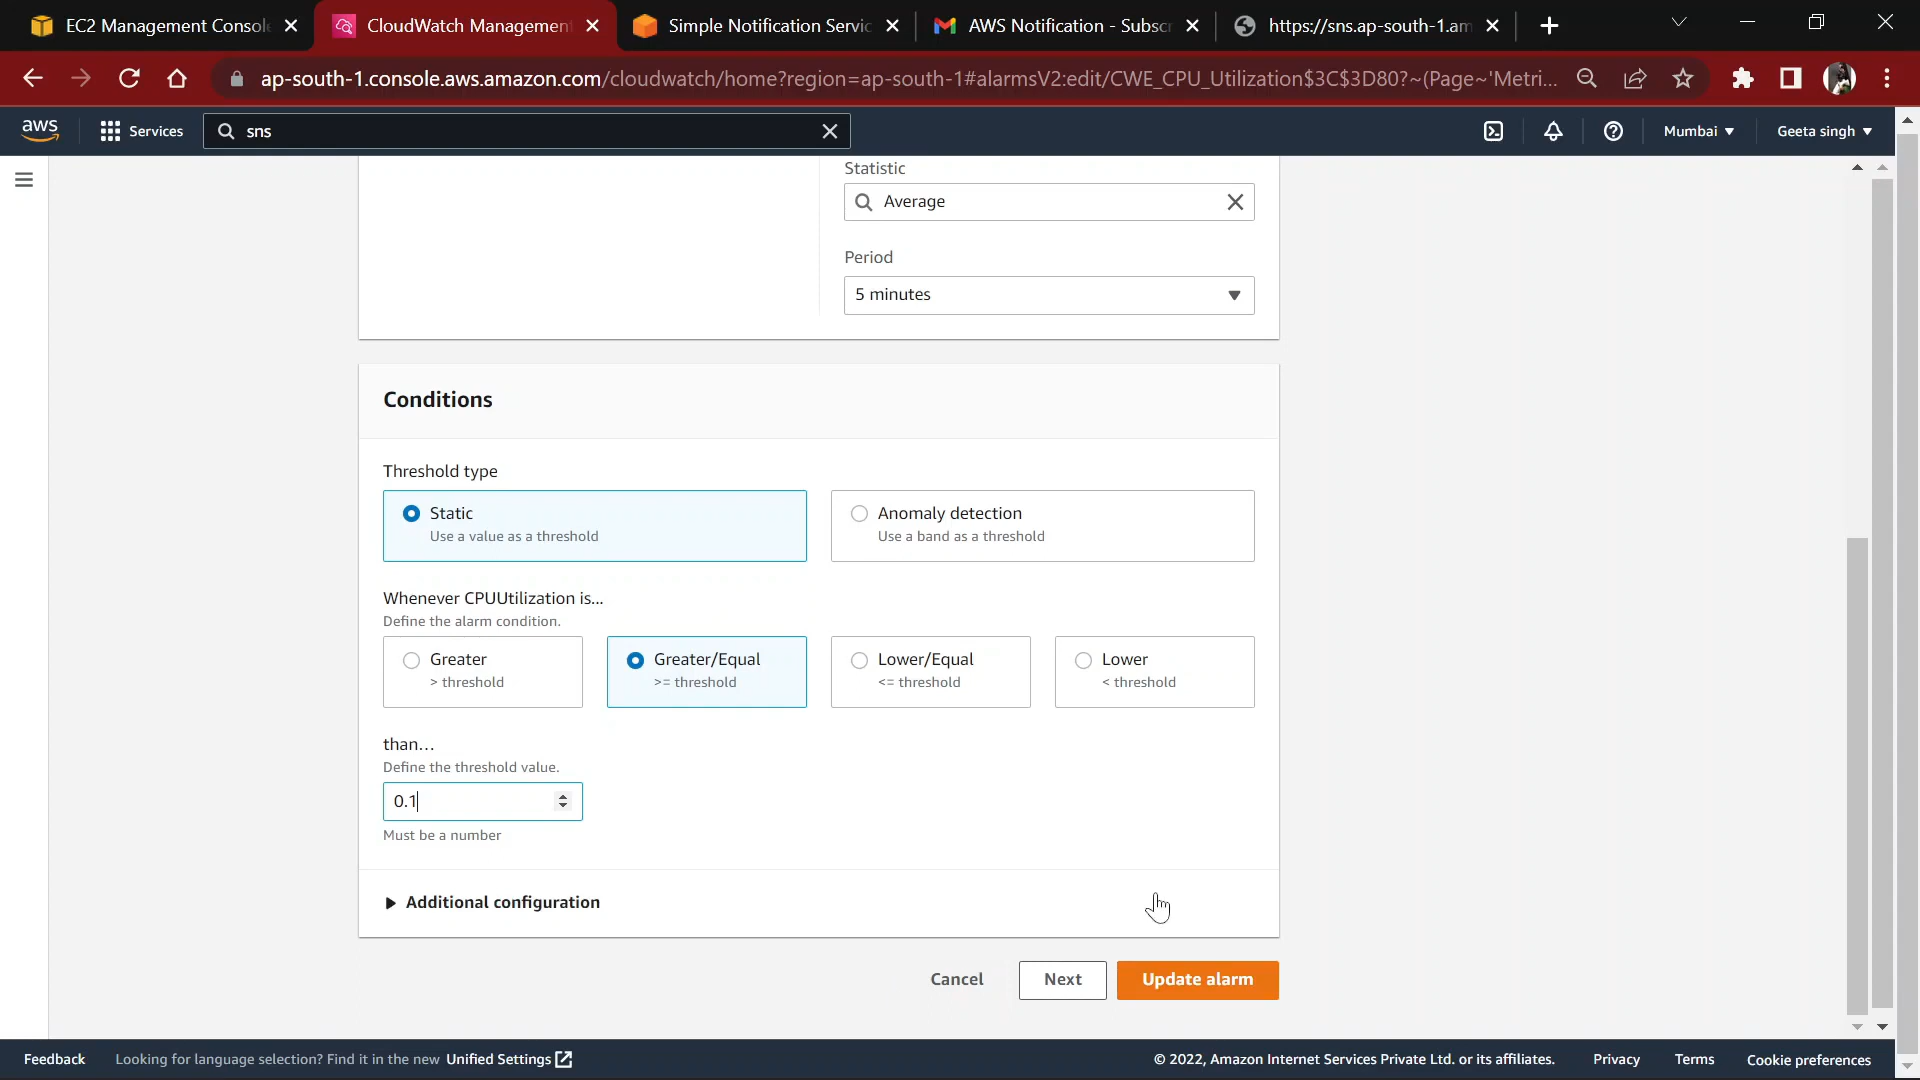 EC2 Management Consol
CloudWatch Management
Simple Notification Servic
AWS Notification - Subscr
https://sns.ap-south-1.am
ap-south-1.console.aws.amazon.com/cloudwatch/home?region=ap-south-1#alarmsV2:edit/CWE_CPU_Utilization$3C$3D80?~(Page~'Metri...
aws
Services
sns
Mumbai
Geeta singh
Statistic
Average
Period
5 minutes
Conditions
Threshold type
Static
Use a value as a threshold
Anomaly detection
Use a band as a threshold
Whenever CPUUtilization is...
Define the alarm condition.
Greater
> threshold
Greater/Equal
>= threshold
Lower/Equal
<= threshold
Lower
< threshold
than...
Define the threshold value.
0.1
Must be a number
Additional configuration
Cancel
Next
Update alarm
Feedback
Looking for language selection? Find it in the new Unified Settings
© 2022, Amazon Internet Services Private Ltd. or its affiliates.
Privacy
Terms
Cookie preferences